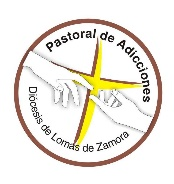 Pastoral de Adicciones
Diócesis de Lomas de Zamora